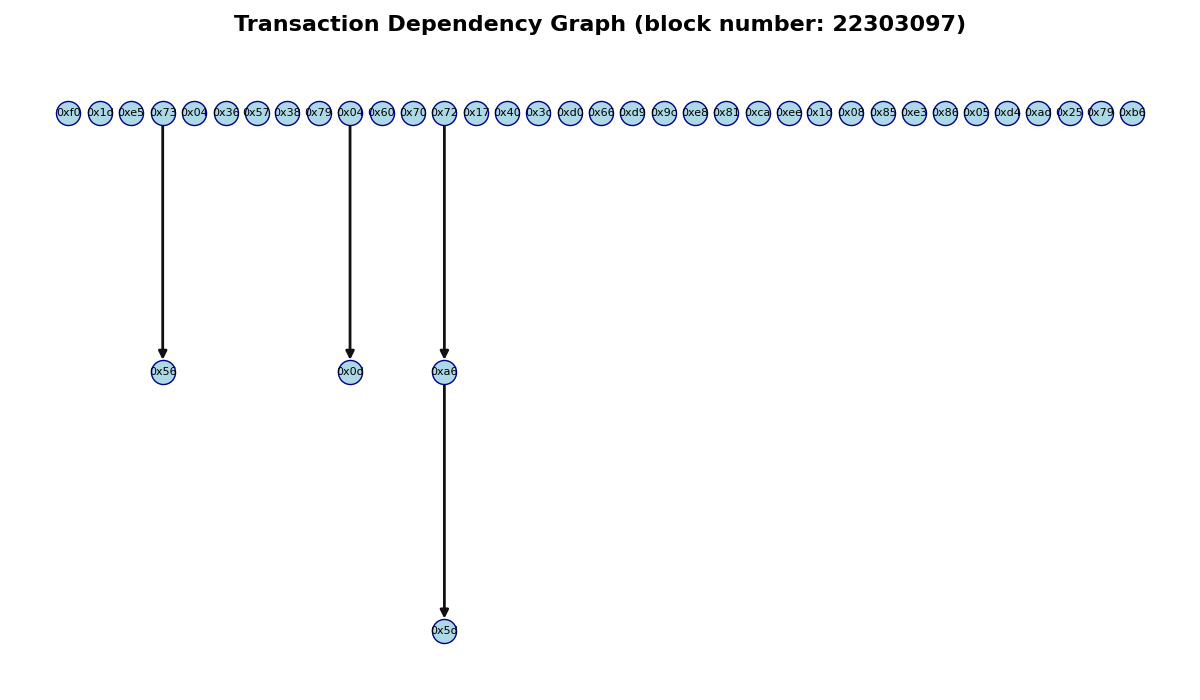 Transaction Dependency Graph (block number: 22303097)
0xf0 0x1d 0xe5 0x73 0x04 0x36 0x57 0x38 0x79 0x04 0x60 0x70 0x72 0x17 0x40 0x3c 0xd0 0x66 0xd9 0x9c 0xe8 0x81 0xca 0xee 0x1d 0x08 0x85 0xe3 0x86 0x05 0xd4 0xad 0x25 0x79 0xb6
0x56 0x0d 0xa6
0x5d